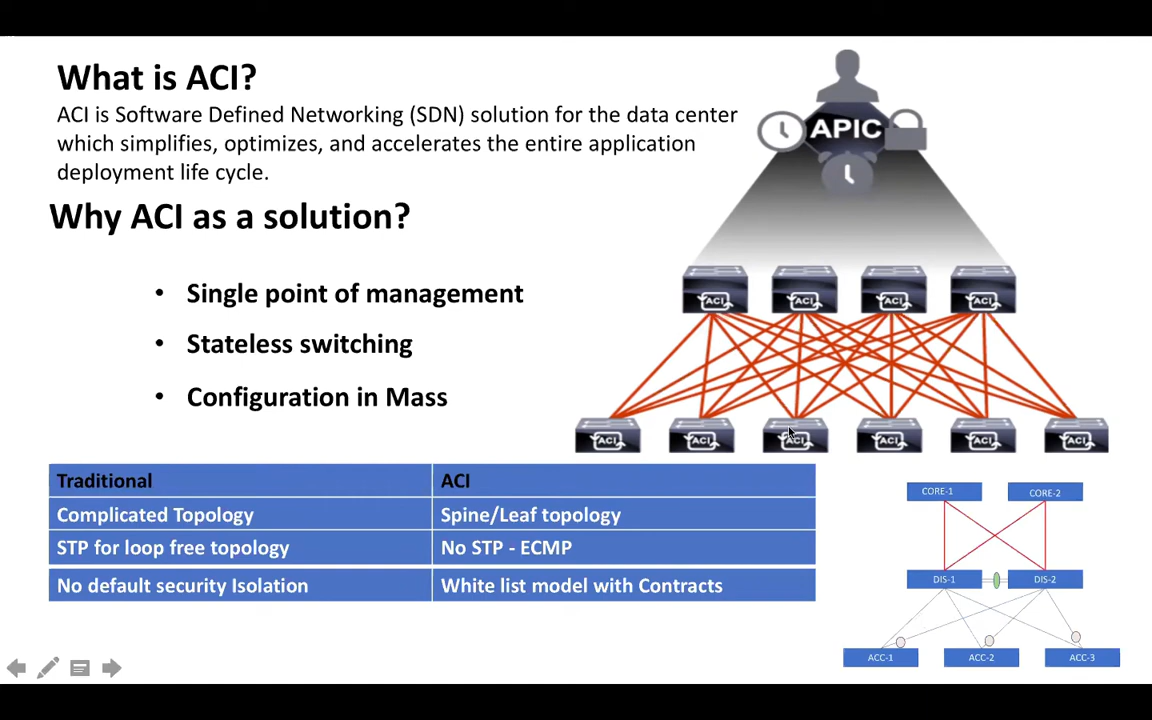 What is ACI?
ACI is Software Defined Networking (SDN) solution for the data center
which simplifies, optimizes, and accelerates the entire application
deployment life cycle.
Why ACI as a solution?
• Single point of management
• Stateless switching
• Configuration in Mass
APIC
ACI ACI ACI ACI
ACI ACI ACI ACI ACI ACI
Traditional ACI
Complicated Topology Spine/Leaf topology
STP for loop free topology No STP - ECMP
No default security Isolation White list model with Contracts
CORE-1 CORE-2
DIS-1 DIS-2
ACC-1 ACC-2 ACC-3